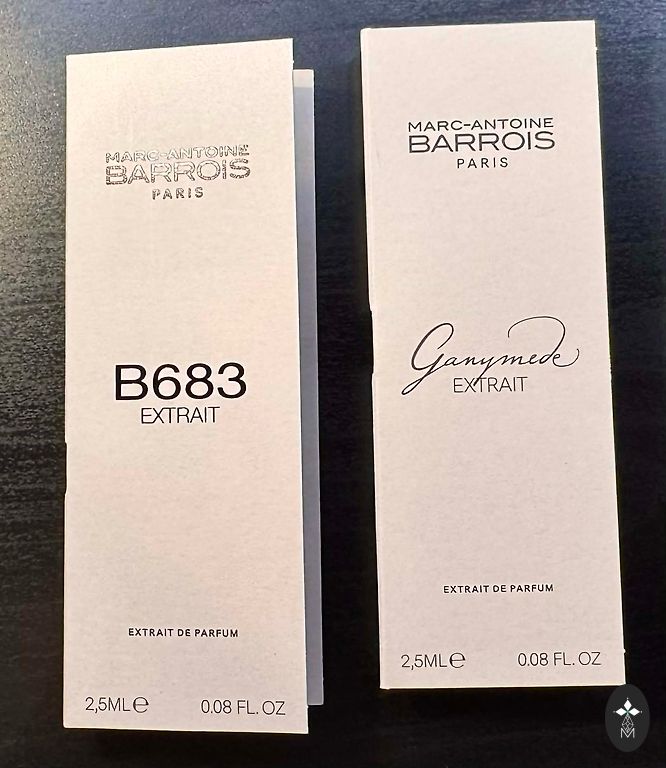 MARC-ANTOINE
BARROIS
PARIS
B683
EXTRAIT
EXTRAIT DE PARFUM
2,5ML℮
0.08 FL. OZ
MARC-ANTOINE
BARROIS
PARIS
Ganymede
EXTRAIT
EXTRAIT DE PARFUM
2,5ML℮
0.08 FL. OZ
M